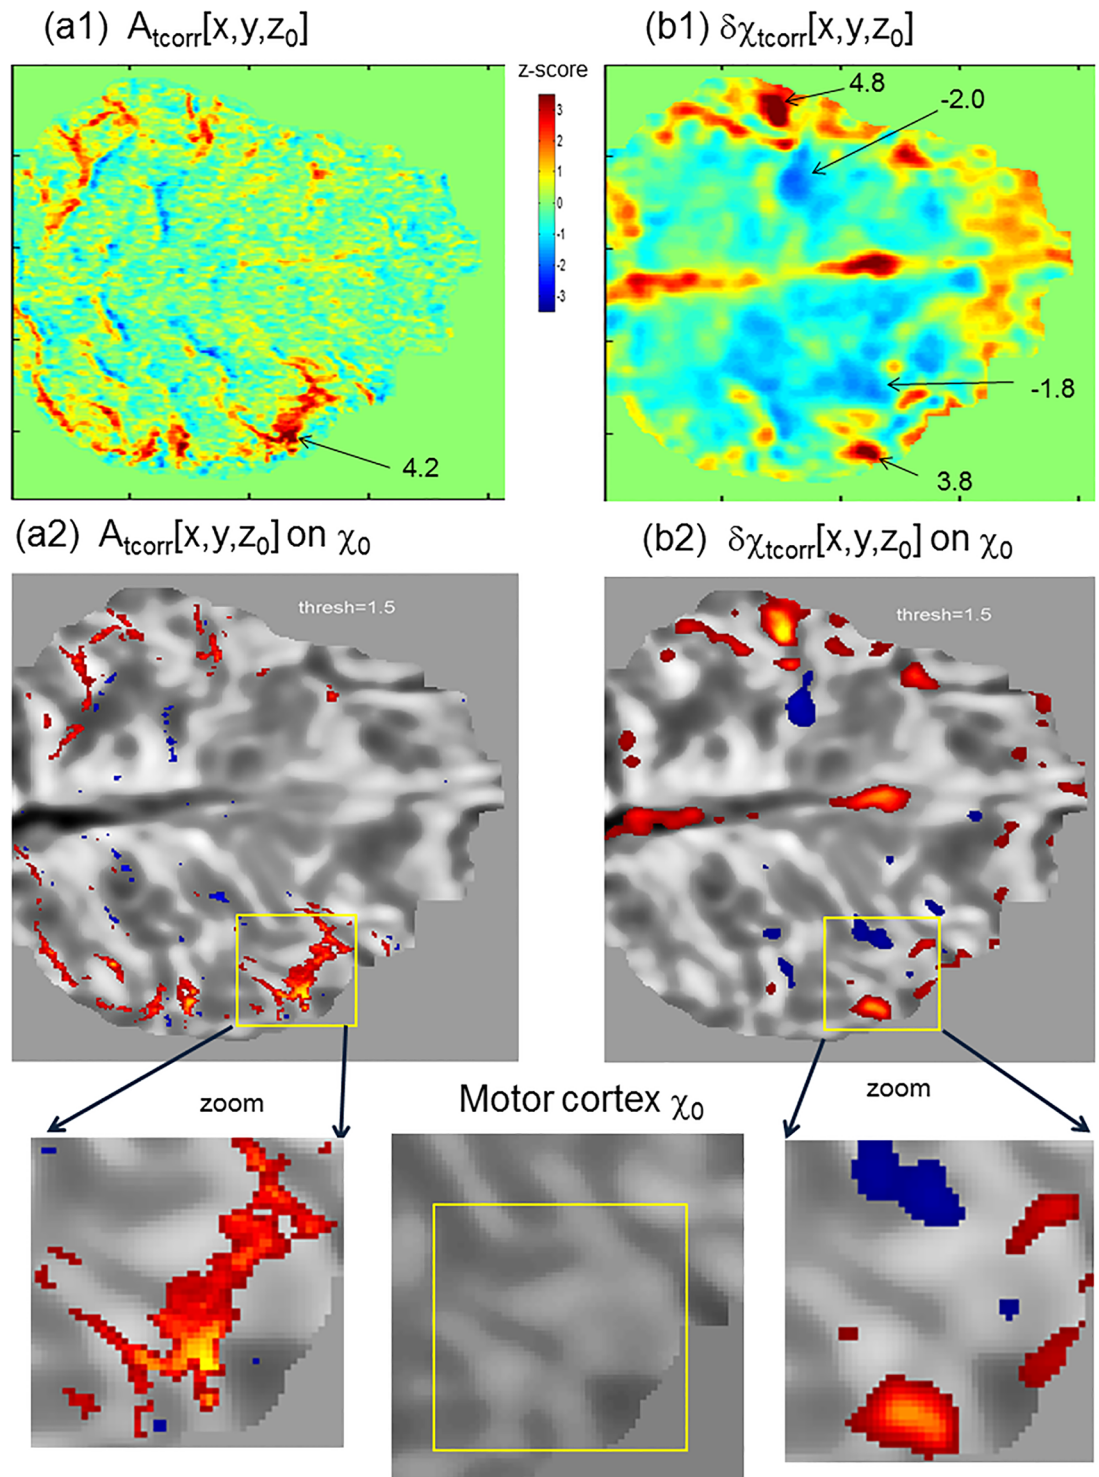 (a1) Atcorr[x,y,z0]
(b1) δχtcorr[x,y,z0]
z-score
3
2
1
0
-1
-2
-3
4.8
-2.0
-1.8
4.2
3.8
(a2) Atcorr[x,y,z0] on χ0
(b2) δχtcorr[x,y,z0] on χ0
thresh=1.5
thresh=1.5
zoom
Motor cortex χ0
zoom